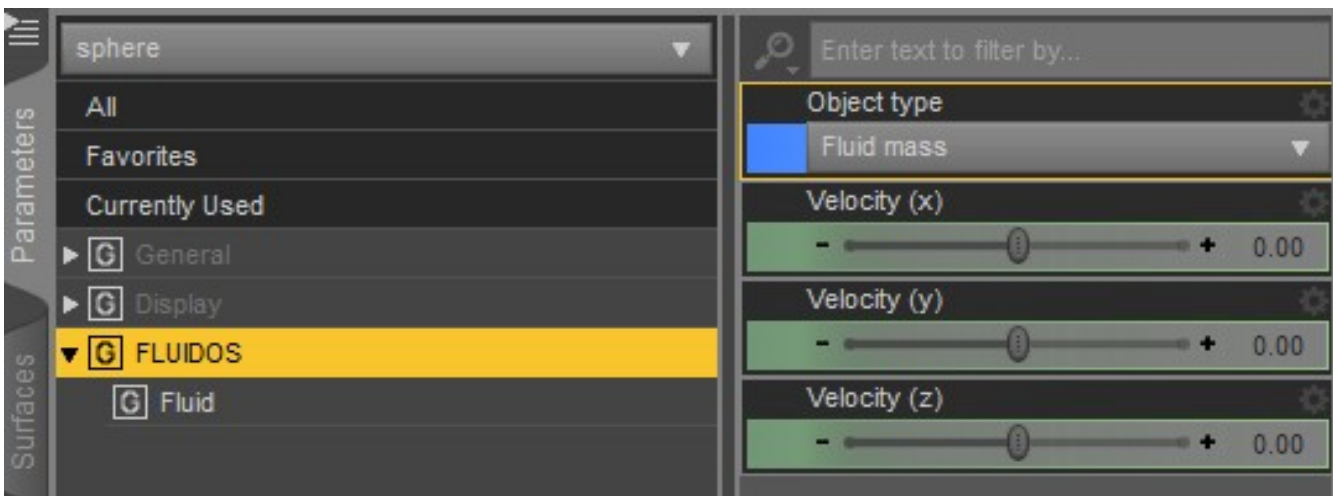 Parameters
Surfaces
sphere
All
Favorites
Currently Used
G General
G Display
G FLUIDOS
G Fluid
Enter text to filter by...
Object type
Fluid mass
Velocity (x)
- + 0.00
Velocity (y)
- + 0.00
Velocity (z)
- + 0.00